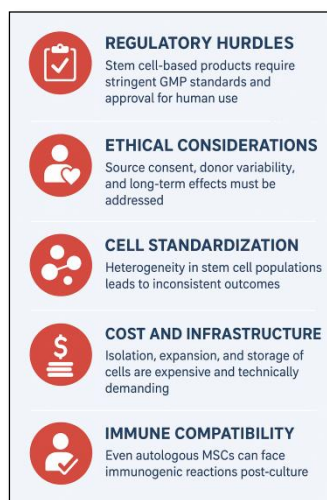 REGULATORY HURDLES
Stem cell-based products require
stringent GMP standards and
approval for human use
ETHICAL CONSIDERATIONS
Source consent, donor variability,
and long-term effects must be
addressed
CELL STANDARDIZATION
Heterogeneity in stem cell populations
leads to inconsistent outcomes
$
COST AND INFRASTRUCTURE
Isolation, expansion, and storage of
cells are expensive and technically
demanding
IMMUNE COMPATIBILITY
Even autologous MSCs can face
immunogenic reactions post-culture